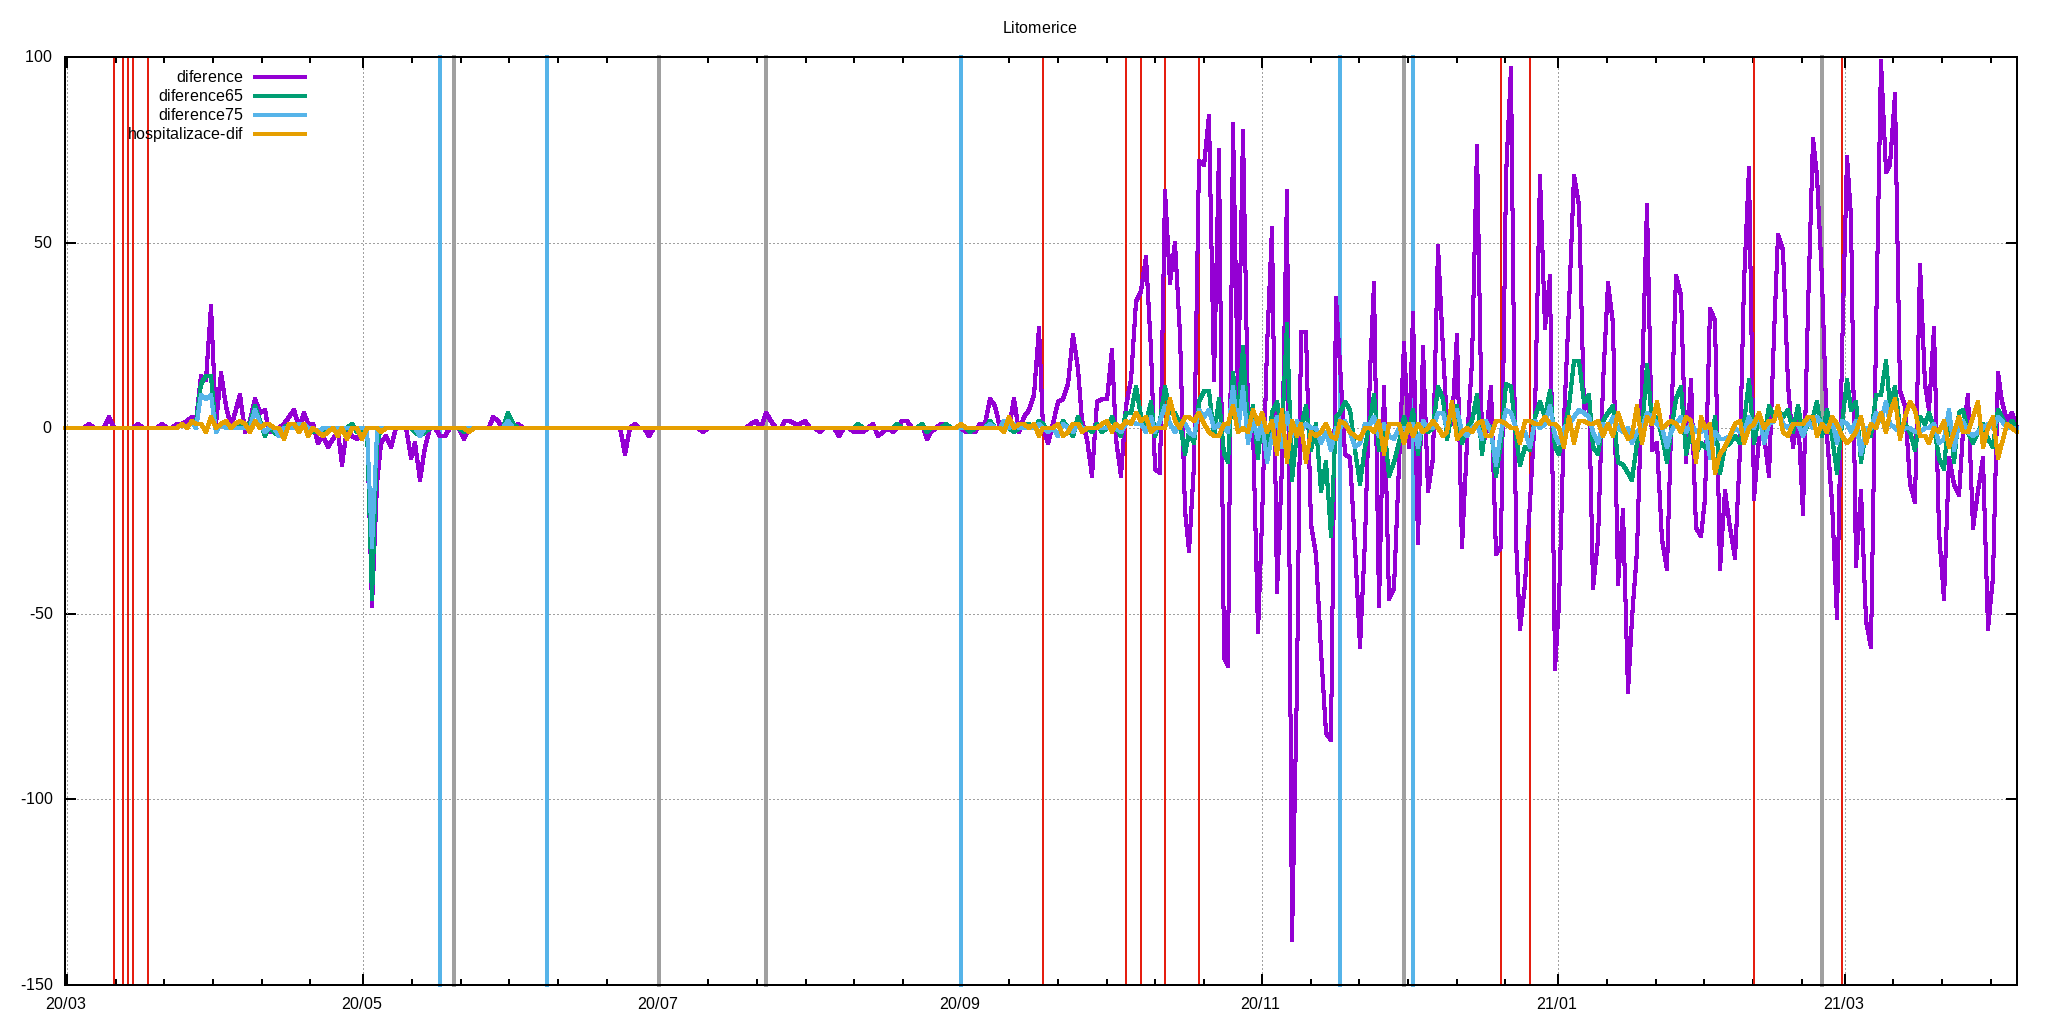 Litomerice
100
50
0
-50
-100
-150
diference
diference65
diference75
hospitalizace-dif
20/03 20/05 20/07 20/09 20/11 21/01 21/03